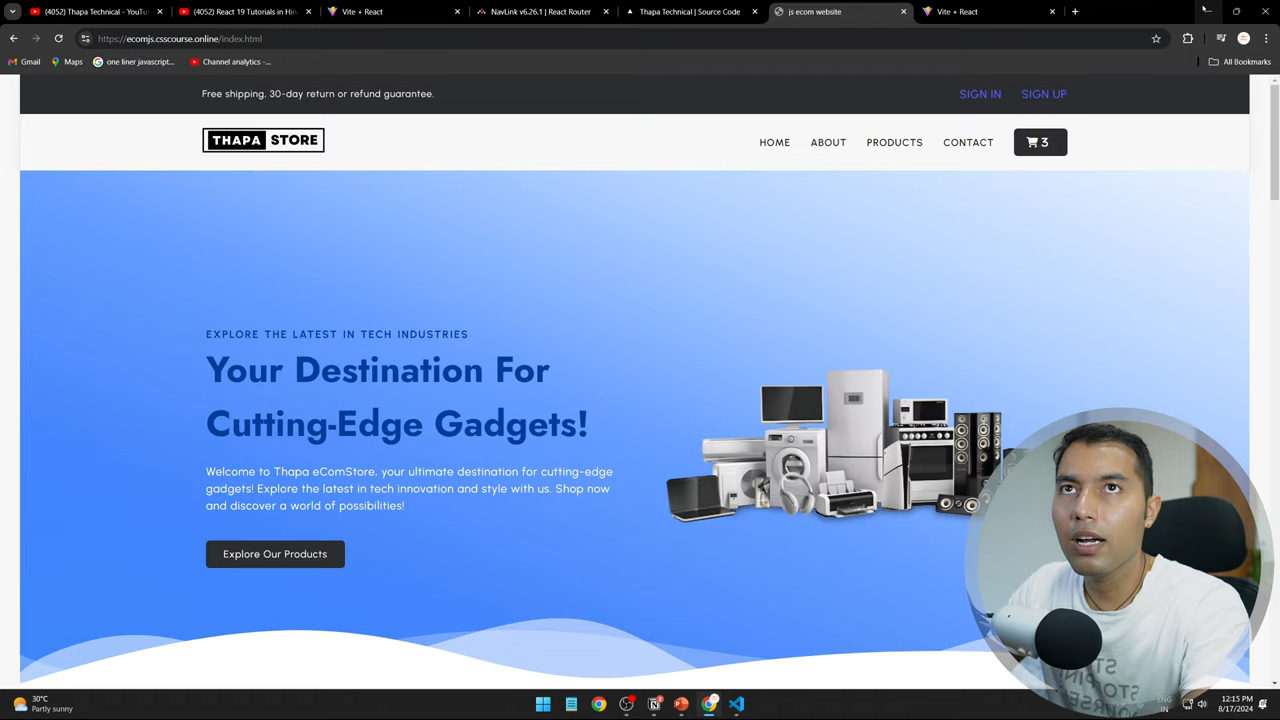 (4052) Thapa Technical - YouTu
(4052) React 19 Tutorials in Hin
Vite + React
NavLink v6.26.1 | React Router
Thapa Technical | Source Code
js ecom website
Vite + React
https://ecomjs.csscourse.online/index.html
Gmail
Maps
one liner javascript...
Channel analytics -...
All Bookmarks
Free shipping, 30-day return or refund guarantee.
SIGN IN
SIGN UP
THAPA STORE
HOME
ABOUT
PRODUCTS
CONTACT
3
EXPLORE THE LATEST IN TECH INDUSTRIES
Your Destination For
Cutting-Edge Gadgets!
Welcome to Thapa eComStore, your ultimate destination for cutting-edge
gadgets! Explore the latest in tech innovation and style with us. Shop now
and discover a world of possibilities!
Explore Our Products
30°C
Partly sunny
ENG
IN
12:15 PM
8/17/2024